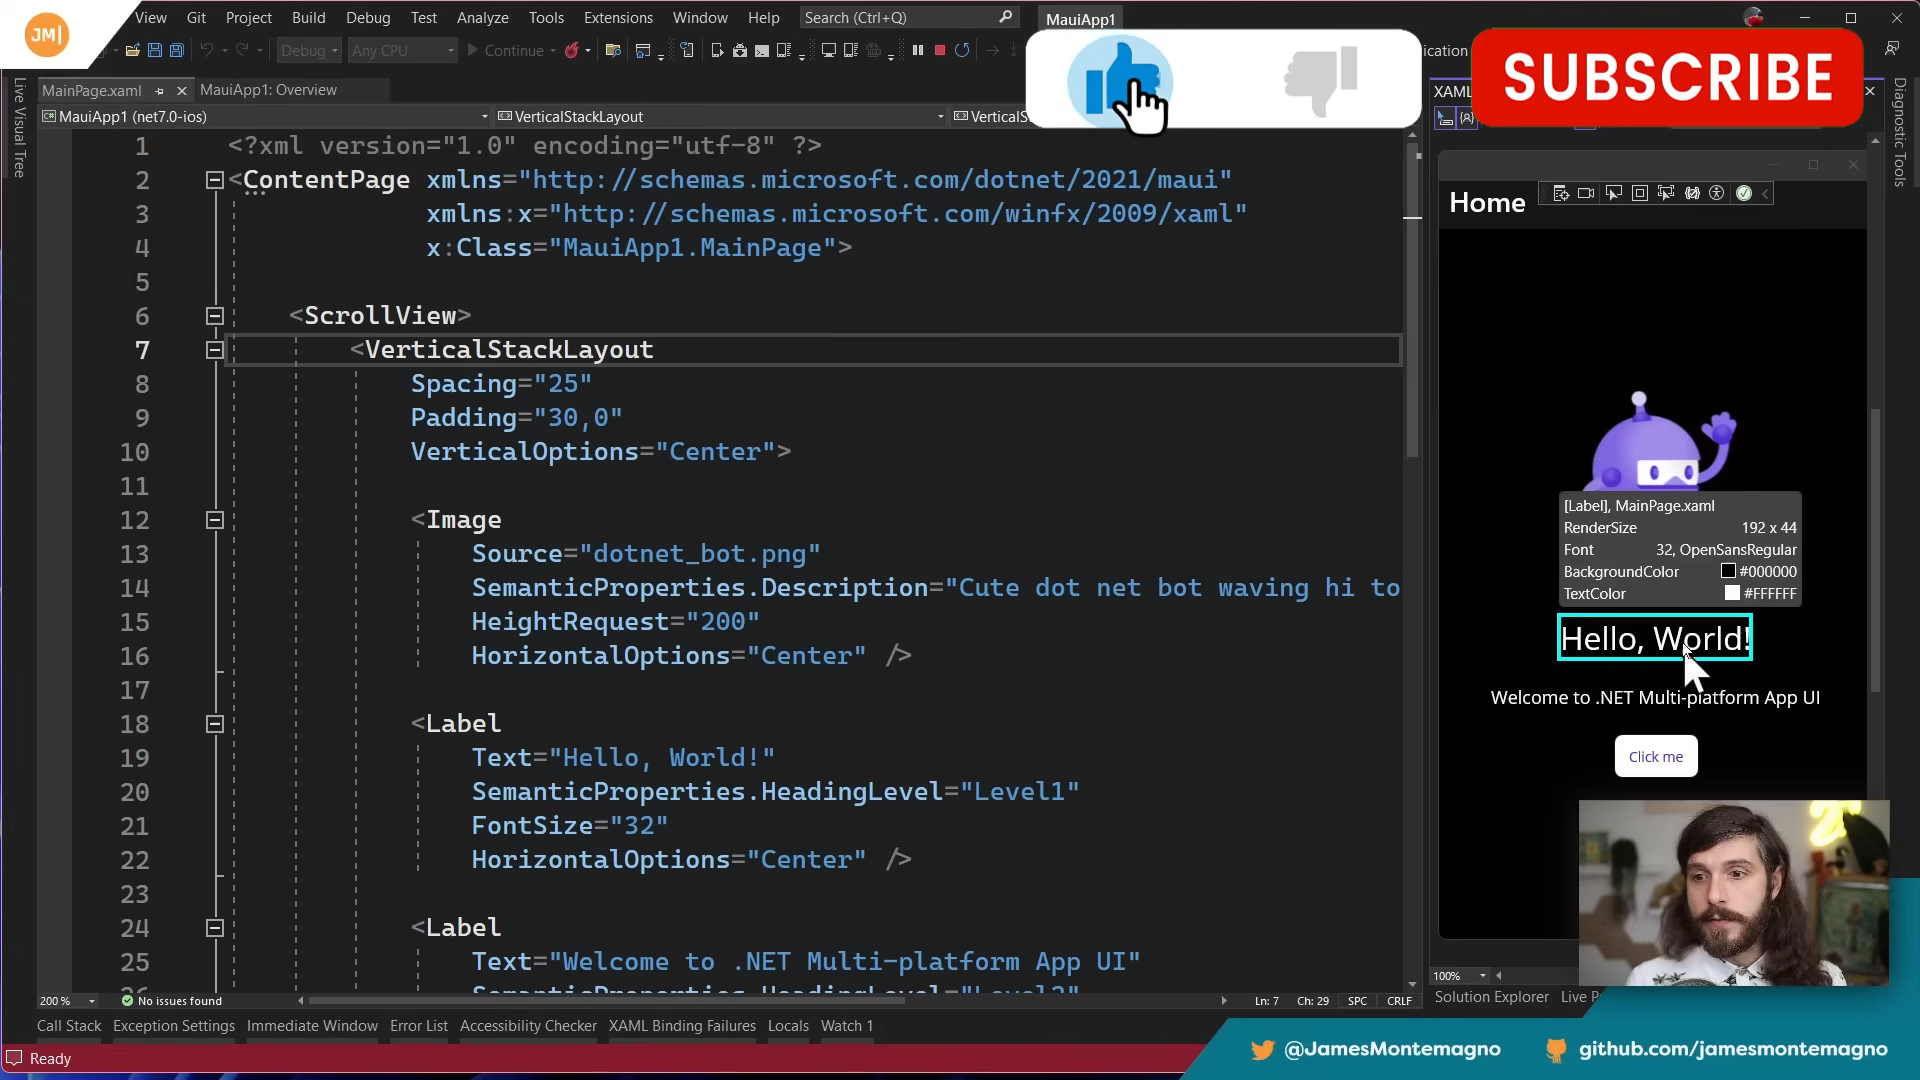 JM|
View Git Project Build Debug Test Analyze Tools Extensions Window Help Search (Ctrl+Q) MauiApp1
Debug Any CPU Continue
ication
SUBSCRIBE
MainPage.xaml MauiApp1: Overview
XAML
MauiApp1 (net7.0-ios) VerticalStackLayout
Live Visual Tree
Diagnostic Tools
1 <?xml version="1.0" encoding="utf-8" ?>
2 <ContentPage xmlns="http://schemas.microsoft.com/dotnet/2021/maui"
3 xmlns:x="http://schemas.microsoft.com/winfx/2009/xaml"
4 x:Class="MauiApp1.MainPage">
5
6 <ScrollView>
7 <VerticalStackLayout
8 Spacing="25"
9 Padding="30,0"
10 VerticalOptions="Center">
11
12 <Image
13 Source="dotnet_bot.png"
14 SemanticProperties.Description="Cute dot net bot waving hi to
15 HeightRequest="200"
16 HorizontalOptions="Center" />
17
18 <Label
19 Text="Hello, World!"
20 SemanticProperties.HeadingLevel="Level1"
21 FontSize="32"
22 HorizontalOptions="Center" />
23
24 <Label
25 Text="Welcome to .NET Multi-platform App UI"
Home
[Label], MainPage.xaml
RenderSize 192 x 44
Font 32, OpenSansRegular
BackgroundColor #000000
TextColor #FFFFFF
Hello, World!
Welcome to .NET Multi-platform App UI
Click me
100%
Solution Explorer Live
200 % No issues found Ln: 7 Ch: 29 SPC CRLF
Call Stack Exception Settings Immediate Window Error List Accessibility Checker XAML Binding Failures Locals Watch 1
Ready
@JamesMontemagno github.com/jamesmontemagno